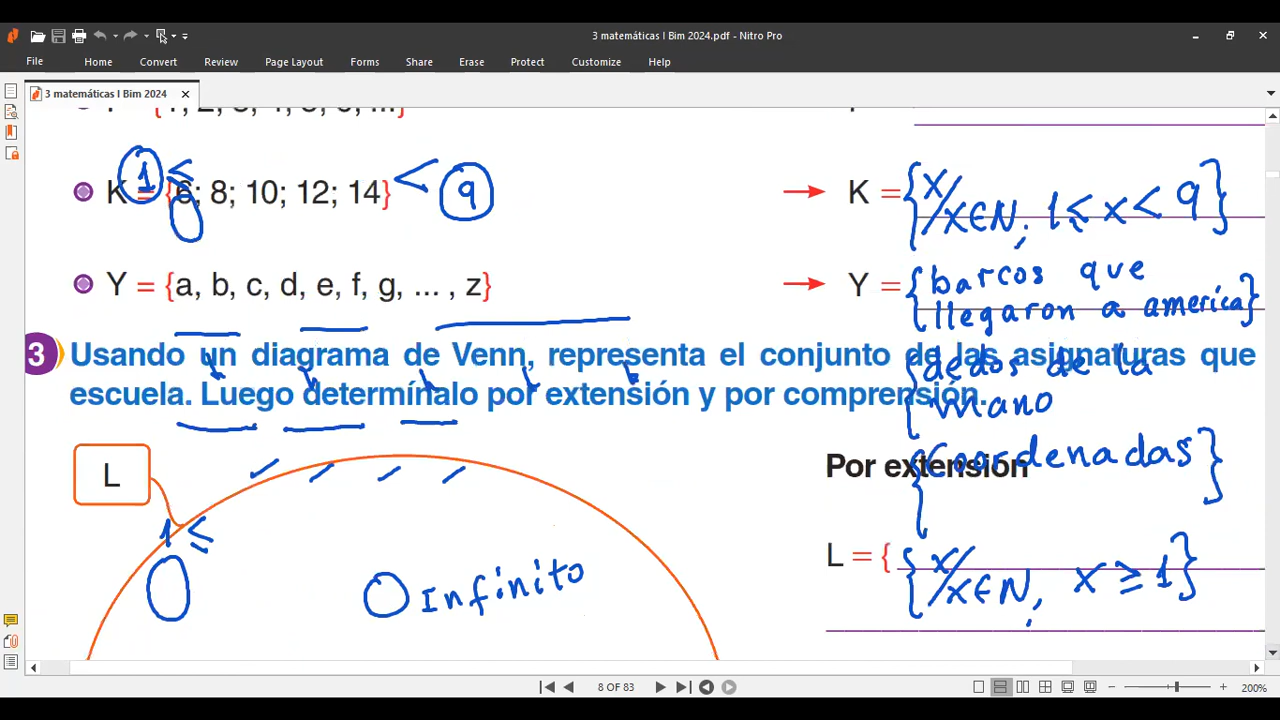 3 matemáticas I Bim 2024.pdf - Nitro Pro
File Home Convert Review Page Layout Forms Share Erase Protect Customize Help
3 matemáticas I Bim 2024
K = {6; 8; 10; 12; 14}
1 ≤
< 9
K = {x/x∈N; 1 ≤ x < 9}
Y = {a, b, c, d, e, f, g, ... , z}
Y = {barcos que
llegaron a america}
3 Usando un diagrama de Venn, representa el conjunto de las asignaturas que
escuela. Luego determínalo por extensión y por comprensión.
{dedos de la
mano
L
Por extensión
{Coordenadas}
1 ≤
Infinito
L = {
{x/x∈N; x ≥ 1}
8 OF 83
200%